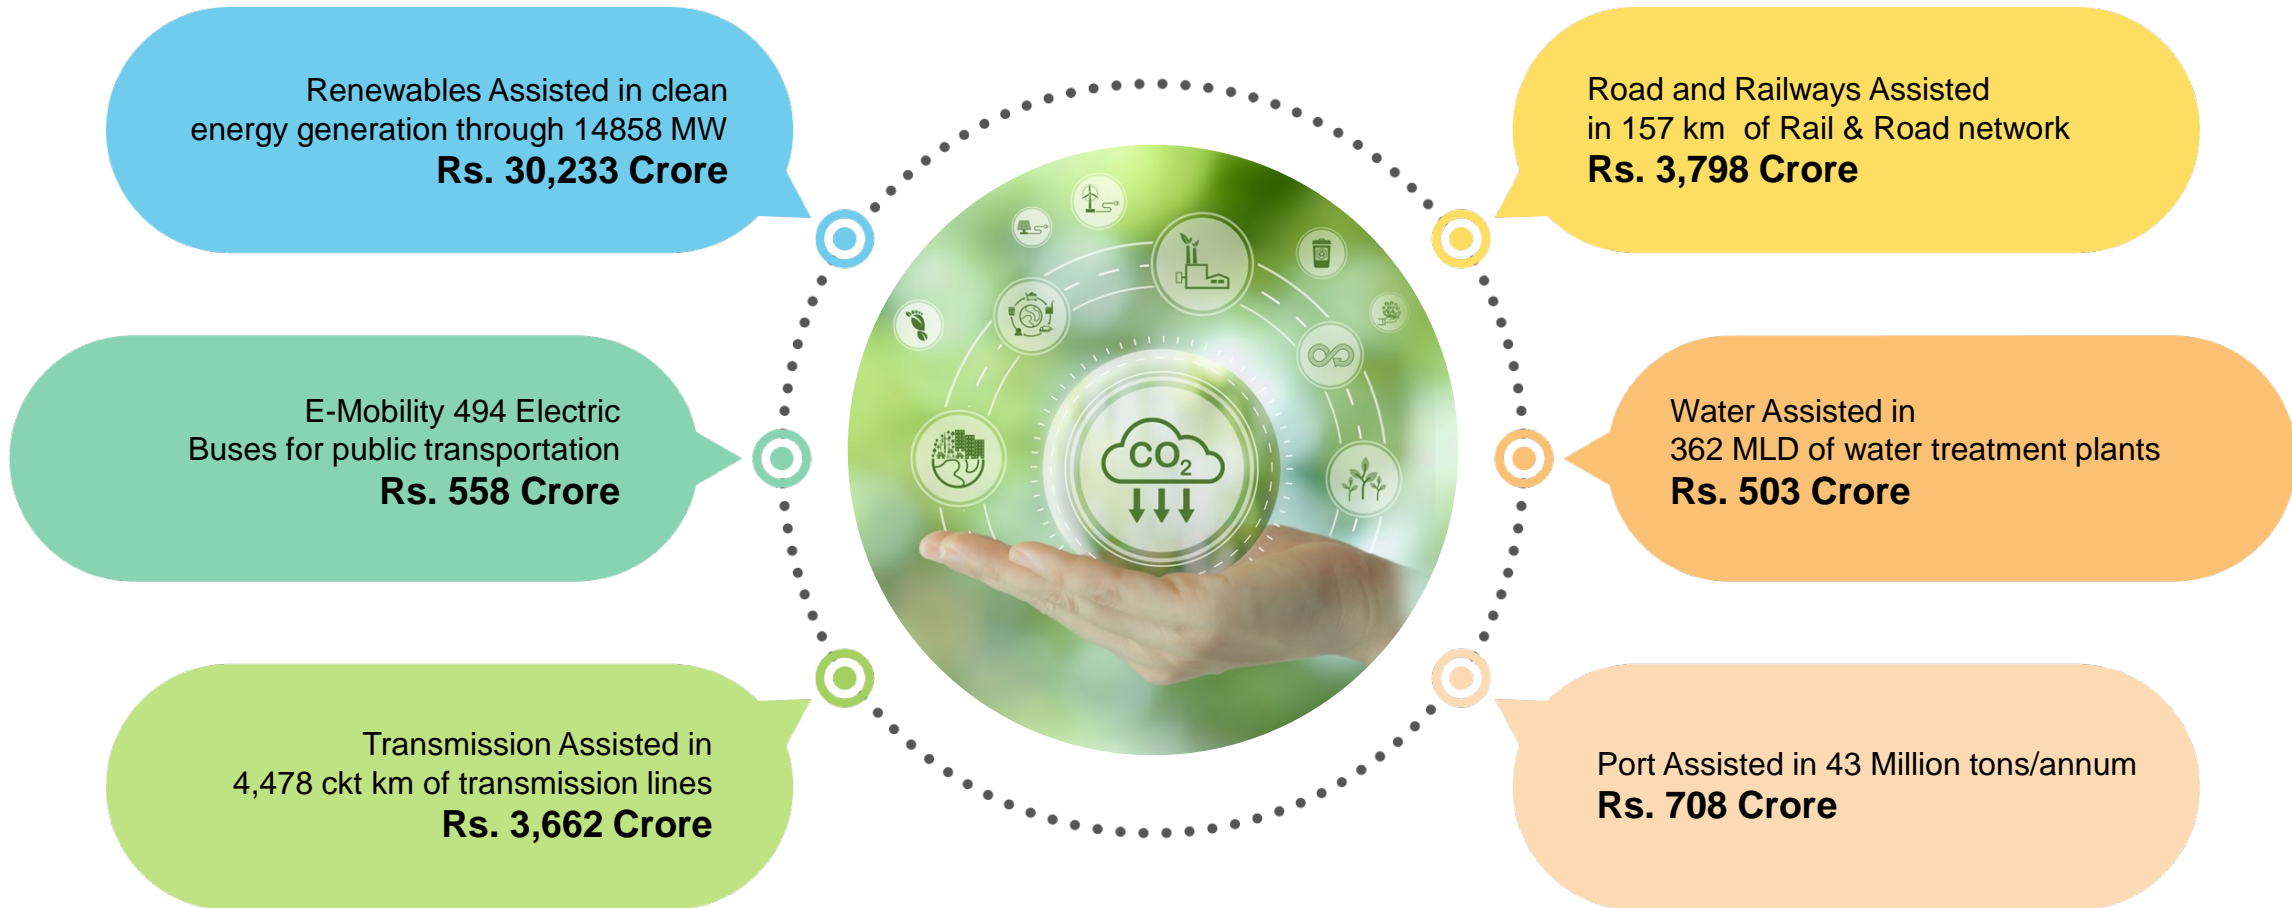 Renewables Assisted in clean
energy generation through 14858 MW
Rs. 30,233 Crore
Road and Railways Assisted
in 157 km  of Rail & Road network
Rs. 3,798 Crore
E-Mobility 494 Electric
Buses for public transportation
Rs. 558 Crore
CO2
Water Assisted in
362 MLD of water treatment plants
Rs. 503 Crore
Transmission Assisted in
4,478 ckt km of transmission lines
Rs. 3,662 Crore
Port Assisted in 43 Million tons/annum
Rs. 708 Crore